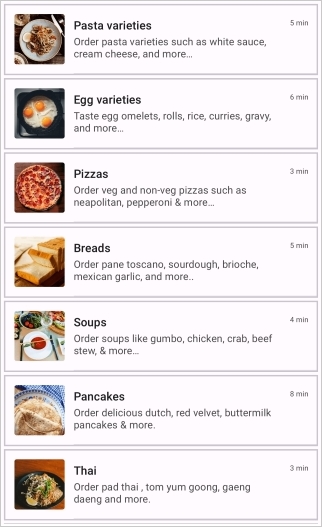 Pasta varieties
5 min
Order pasta varieties such as white sauce,
cream cheese, and more...
Egg varieties
6 min
Taste egg omelets, rolls, rice, curries, gravy,
and more...
Pizzas
3 min
Order veg and non-veg pizzas such as
neapolitan, pepperoni & more...
Breads
5 min
Order pane toscano, sourdough, brioche,
mexican garlic, and more..
Soups
4 min
Order soups like gumbo, chicken, crab, beef
stew, & more...
Pancakes
8 min
Order delicious dutch, red velvet, buttermilk
pancakes & more.
Thai
3 min
Order pad thai , tom yum goong, gaeng
daeng and more.